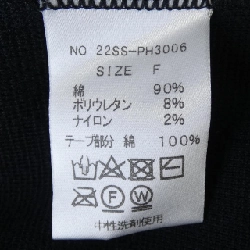 NO 22SS-PH3006
SIZE F
綿 90%
ポリウレタン 8%
ナイロン 2%
テープ部分 綿 100%
F W
中性洗剤使用